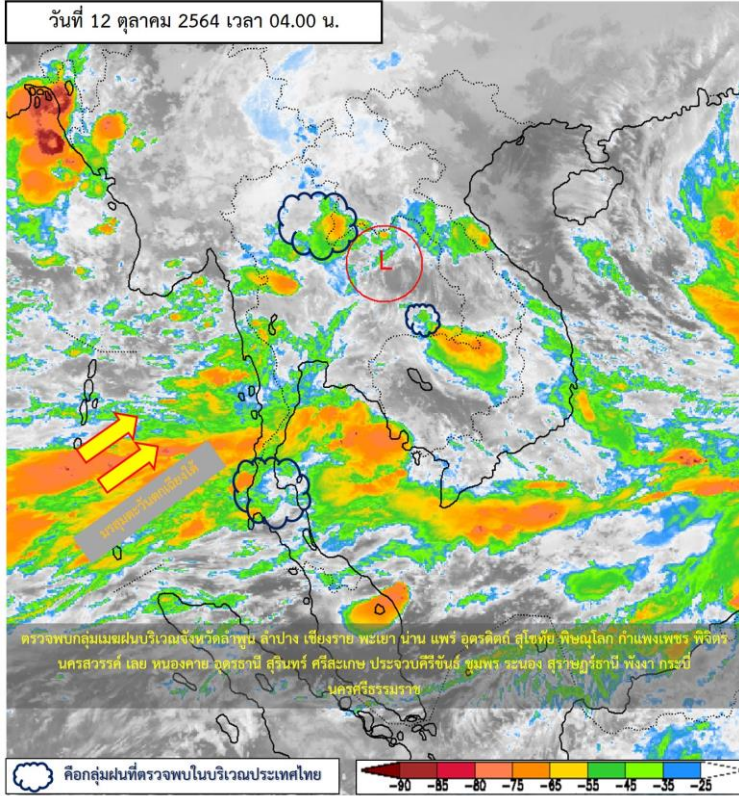 วันที่ 12 ตุลาคม 2564 เวลา 04.00 น.
L
มรสุมตะวันตกเฉียงใต้
ตรวจพบกลุ่มเมฆฝนบริเวณจังหวัดลำพูน ลำปาง เชียงราย พะเยา น่าน แพร่ อุตรดิตถ์ สุโขทัย พิษณุโลก กำแพงเพชร พิจิตร
นครสวรรค์ เลย หนองคาย อุดรธานี สุรินทร์ ศรีสะเกษ ประจวบคีรีขันธ์ ชุมพร ระนอง สุราษฎร์ธานี พังงา กระบี่
นครศรีธรรมราช
คือกลุ่มฝนที่ตรวจพบในบริเวณประเทศไทย
-90 -85 -80 -75 -65 -55 -45 -35 -25